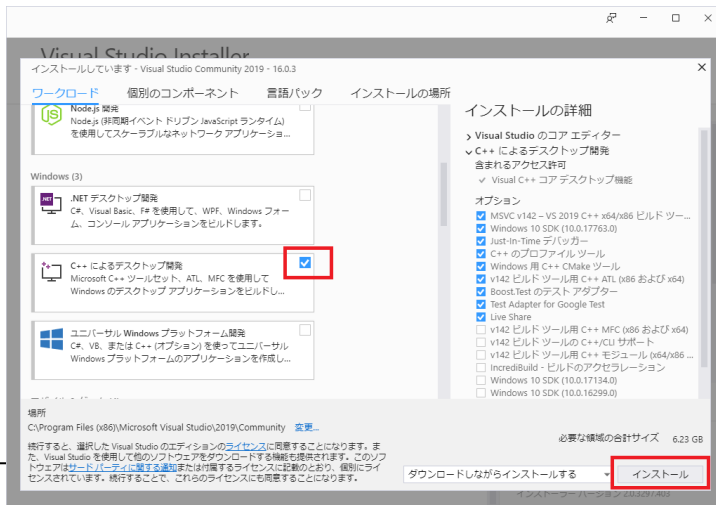 Visual Studio Installer
インストールしています - Visual Studio Community 2019 - 16.0.3
ワークロード 個別のコンポーネント 言語パック インストールの場所
Node.js 開発
Node.js (非同期イベント ドリブン JavaScript ランタイム)
を使用してスケーラブルなネットワーク アプリケーショ...
Windows (3)
.NET デスクトップ開発
C#、Visual Basic、F# を使用して、WPF、Windows フォー
ム、コンソール アプリケーションをビルドします。
C++ によるデスクトップ開発
Microsoft C++ ツールセット、ATL、MFC を使用して
Windows のデスクトップ アプリケーションをビルドし...
ユニバーサル Windows プラットフォーム開発
C#、VB、または C++ (オプション) を使ってユニバーサル
Windows プラットフォームのアプリケーションを作成し...
場所
C:\Program Files (x86)\Microsoft Visual Studio\2019\Community 変更...
続行すると、選択した Visual Studio のエディションのライセンスに同意することになります。ま
た、Visual Studio を使用して他のソフトウェアをダウンロードする機能も提供されます。このソフ
トウェアはサード パーティに関する通知または付属するライセンスに記載のとおり、個別にライ
センスされています。続行することで、これらのライセンスにも同意することになります。
インストールの詳細
Visual Studio のコア エディター
C++ によるデスクトップ開発
含まれるアクセス許可
Visual C++ コア デスクトップ機能
オプション
MSVC v142 – VS 2019 C++ x64/x86 ビルド ツー...
Windows 10 SDK (10.0.17763.0)
Just-In-Time デバッガー
C++ のプロファイル ツール
Windows 用 C++ CMake ツール
v142 ビルド ツール用 C++ ATL (x86 および x64)
Boost.Test のテスト アダプター
Test Adapter for Google Test
Live Share
v142 ビルド ツール用 C++ MFC (x86 および x64)
v142 ビルド ツールの C++/CLI サポート
v142 ビルド ツール用 C++ モジュール (x64/x86 ...
IncrediBuild - ビルドのアクセラレーション
Windows 10 SDK (10.0.17134.0)
Windows 10 SDK (10.0.16299.0)
必要な領域の合計サイズ 6.23 GB
ダウンロードしながらインストールする インストール
インストーラー バージョン 2.0.3297.403